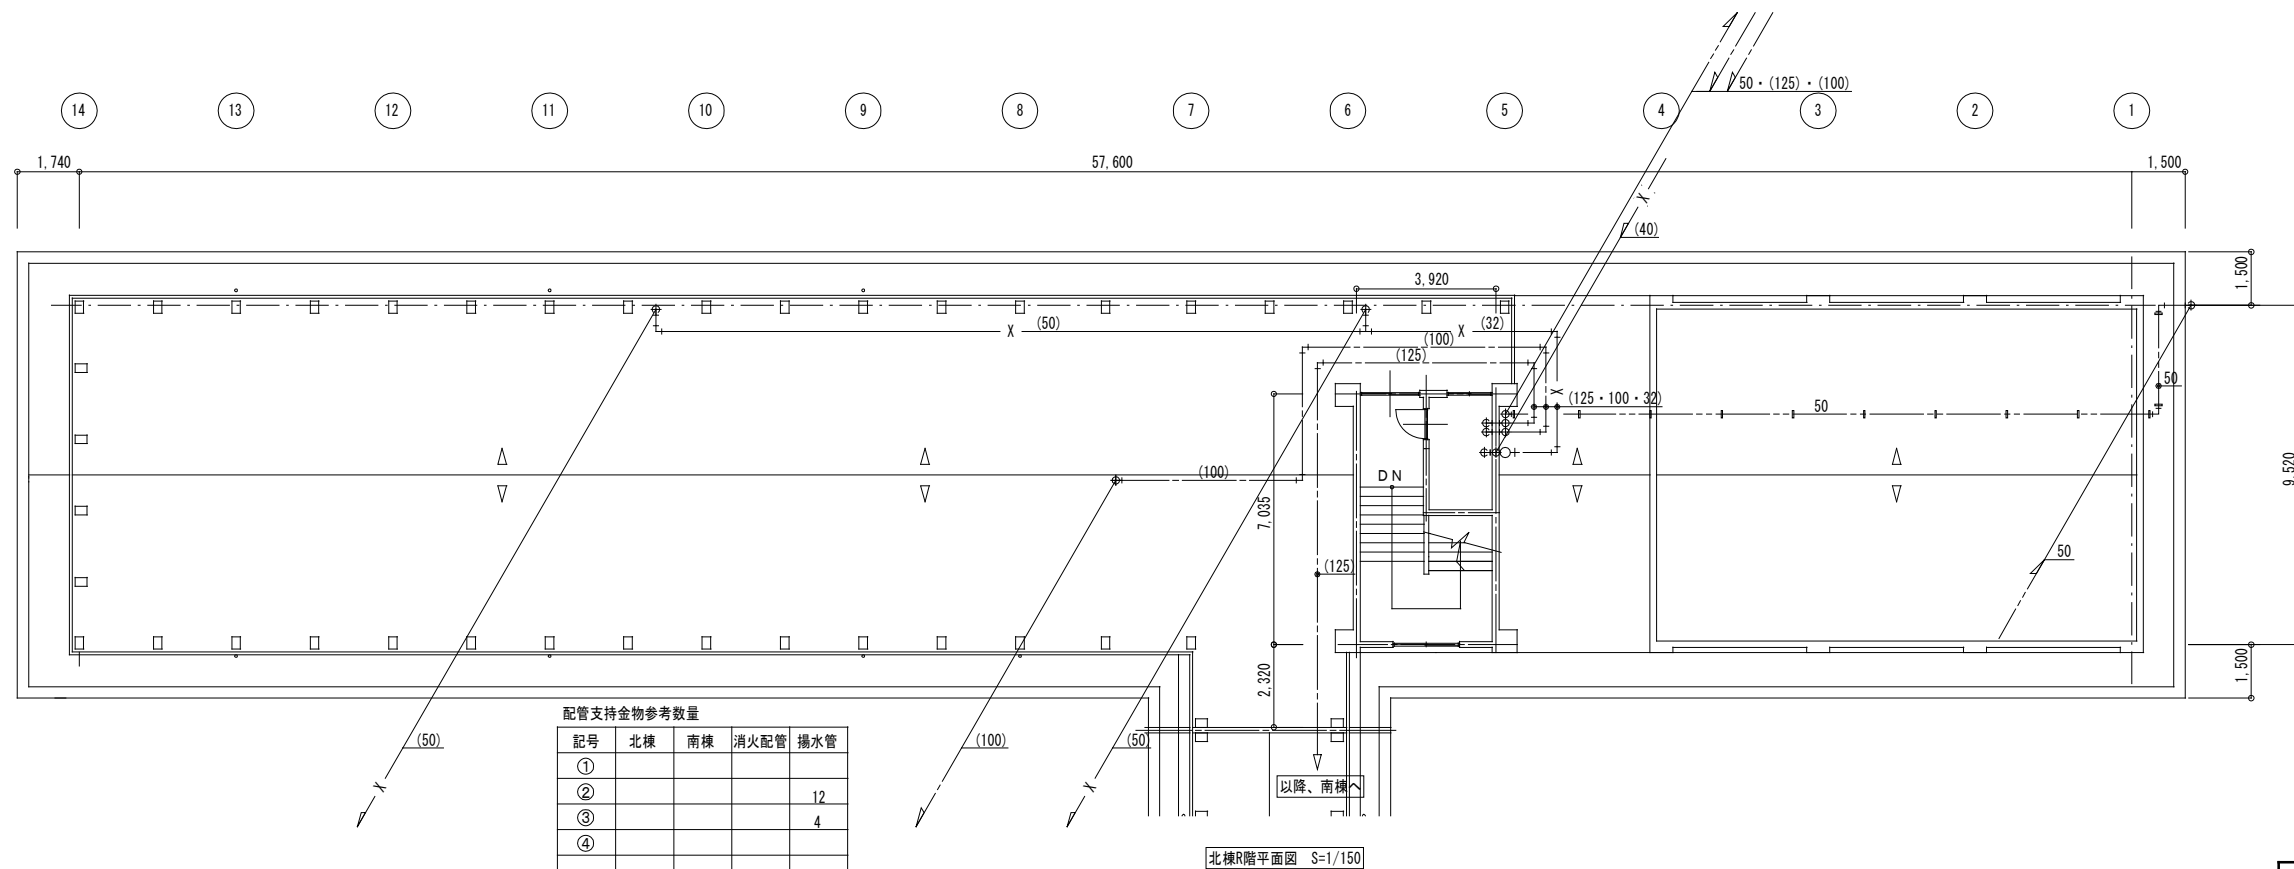 50・(125)・(100)
14 13 12 11 10 9 8 7 6 5 4 3 2 1
1,740 57,600 1,500
X
(40)
1,500
3,920
X (50) X (32)
(100)
(125)
X
50
(125・100・32)
50
(100)
DN
7,035
9,520
(125)
50
1,500
2,320
配管支持金物参考数量
記号 北棟 南棟 消火配管 揚水管
①
② 12
③ 4
④
(50) (100) (50)
X X
以降、南棟へ
北棟R階平面図 S=1/150